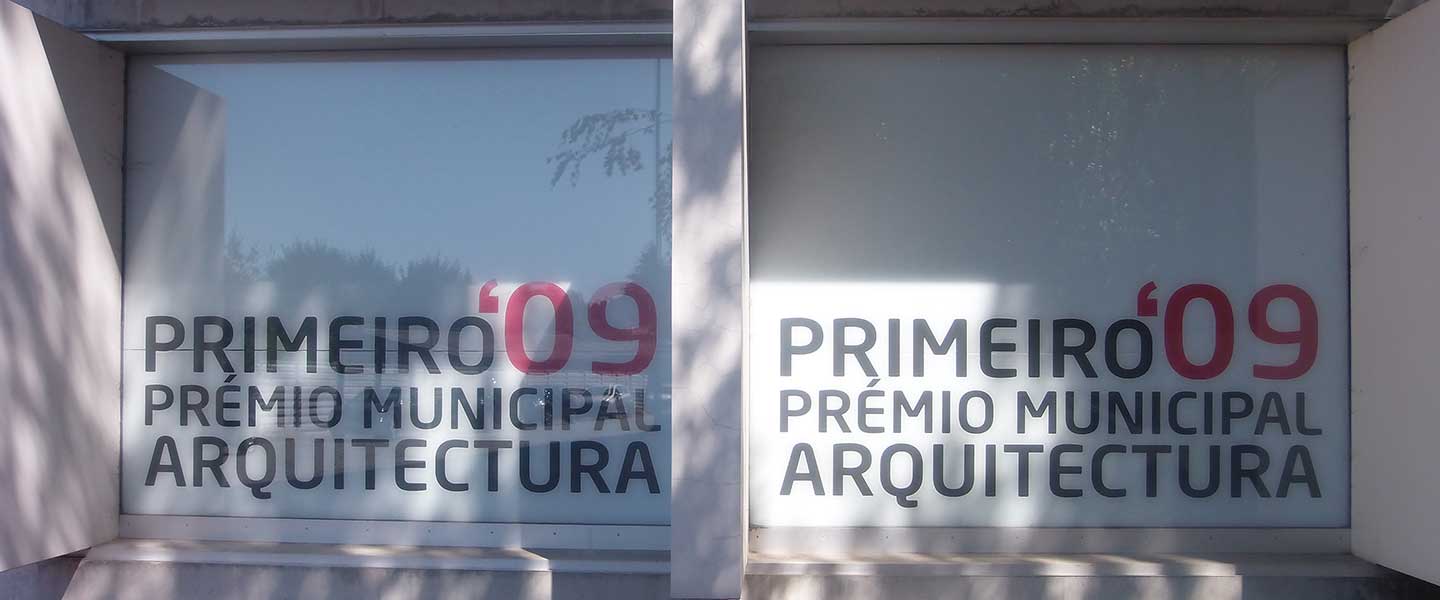 PRIMEIRO '09
PRÉMIO MUNICIPAL
ARQUITECTURA
PRIMEIRO '09
PRÉMIO MUNICIPAL
ARQUITECTURA